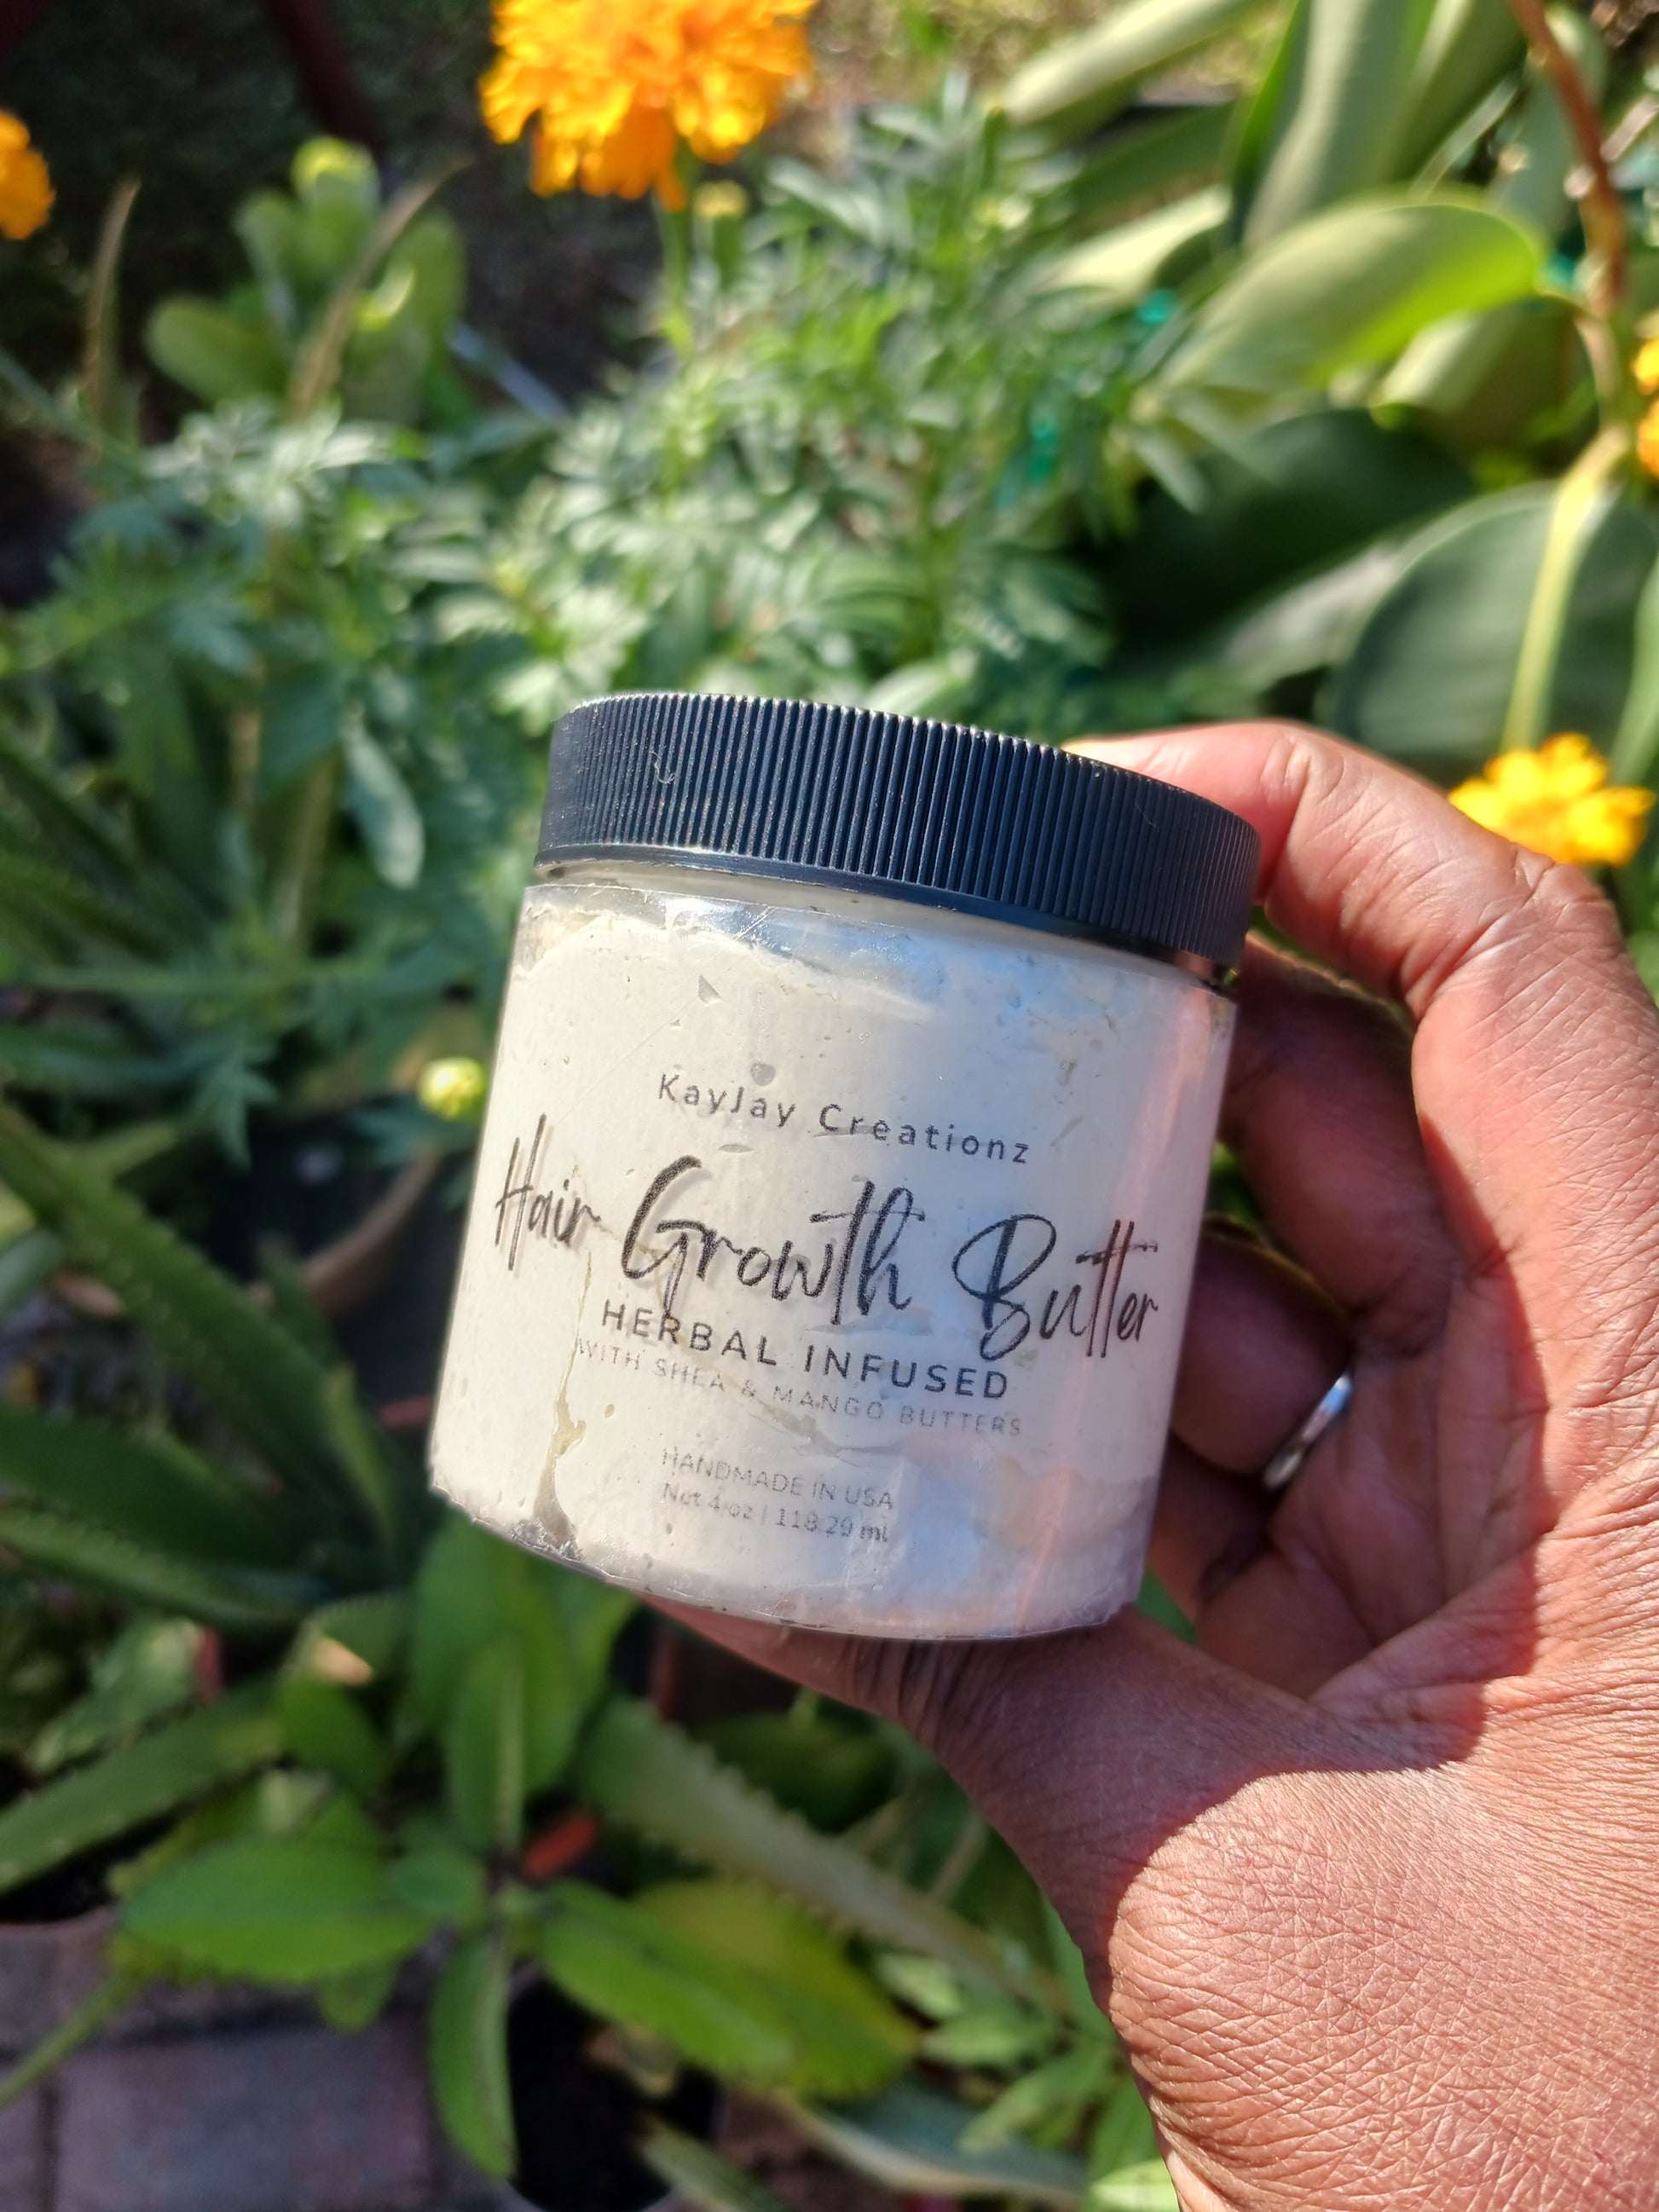 KayJay Creationz
Hair Growth Butter
HERBAL INFUSED
WITH SHEA & MANGO BUTTERS
HANDMADE IN USA
Net 4 oz | 118.29 ml